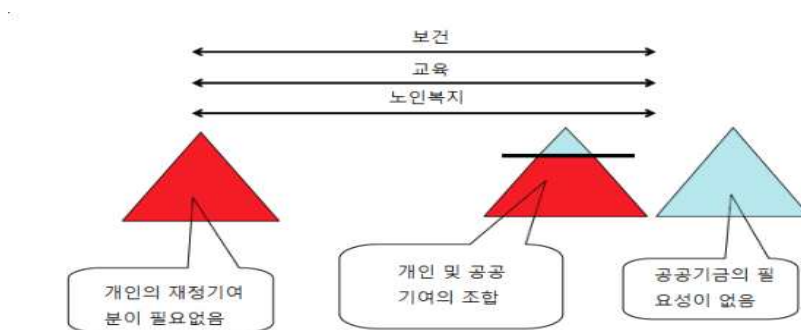 보건
교육
노인복지
개인의 재정기여
분이 필요없음
개인 및 공공
기여의 조합
공공기금의 필
요성이 없음